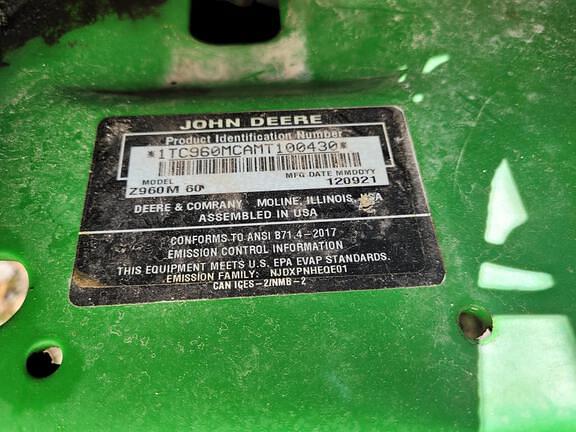 JOHN DEERE
Product Identification Number
*1TC960MCAMT100430*
MODEL MFG DATE MMDDYY
Z960M 60 120921
DEERE & COMPANY MOLINE, ILLINOIS, USA
ASSEMBLED IN USA
CONFORMS TO ANSI B71.4-2017
EMISSION CONTROL INFORMATION
THIS EQUIPMENT MEETS U.S. EPA EVAP STANDARDS.
EMISSION FAMILY: NJDXPNHEQE01
CAN ICES-2/NMB-2